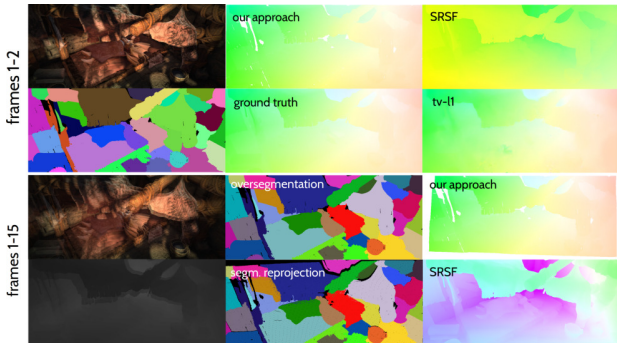 frames 1-2
our approach
SRSF
ground truth
tv-l1
frames 1-15
oversegmentation
our approach
segm. reprojection
SRSF